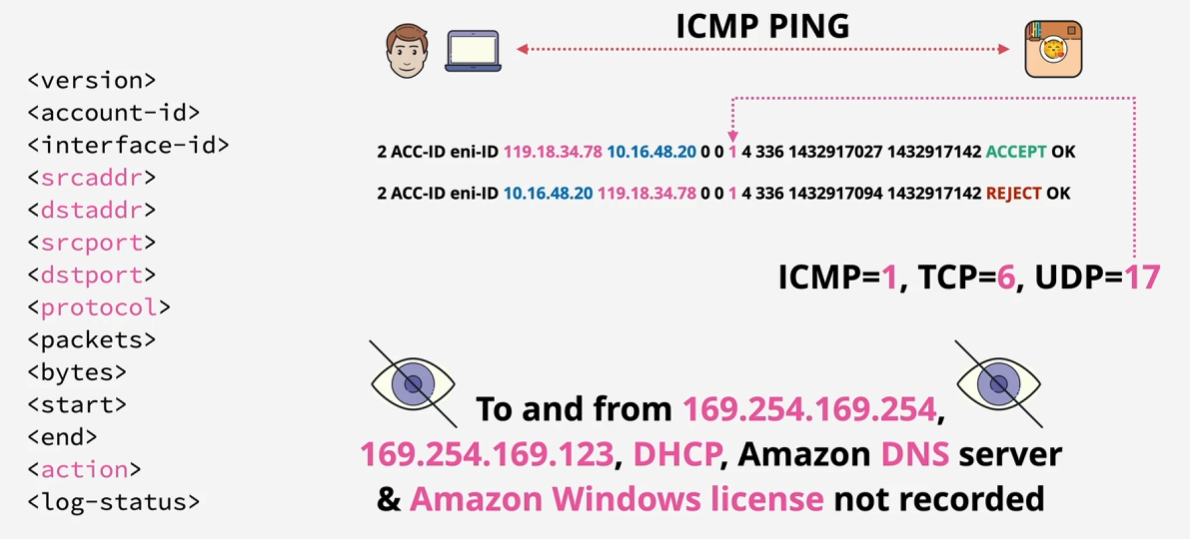 ICMP PING
<version>
<account-id>
<interface-id>
<srcaddr>
<dstaddr>
<srcport>
<dstport>
<protocol>
<packets>
<bytes>
<start>
<end>
<action>
<log-status>
2 ACC-ID eni-ID 119.18.34.78 10.16.48.20 0 0 1 4 336 1432917027 1432917142 ACCEPT OK
2 ACC-ID eni-ID 10.16.48.20 119.18.34.78 0 0 1 4 336 1432917094 1432917142 REJECT OK
ICMP=1, TCP=6, UDP=17
To and from 169.254.169.254,
169.254.169.123, DHCP, Amazon DNS server
& Amazon Windows license not recorded